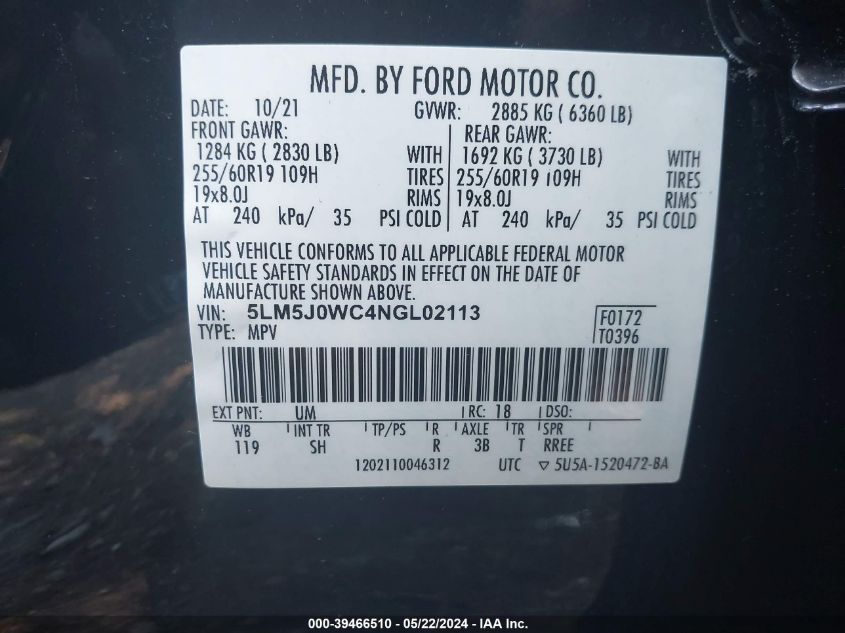 MFD. BY FORD MOTOR CO.
DATE: 10/21 GVWR: 2885 KG ( 6360 LB)
FRONT GAWR: REAR GAWR:
1284 KG ( 2830 LB) WITH 1692 KG ( 3730 LB) WITH
255/60R19 109H TIRES 255/60R19 109H TIRES
19x8.0J RIMS 19x8.0J RIMS
AT 240 kPa/ 35 PSI COLD AT 240 kPa/ 35 PSI COLD
THIS VEHICLE CONFORMS TO ALL APPLICABLE FEDERAL MOTOR
VEHICLE SAFETY STANDARDS IN EFFECT ON THE DATE OF
MANUFACTURE SHOWN ABOVE.
VIN: 5LM5J0WC4NGL02113 F0172
TYPE: MPV T0396
EXT PNT: UM RC: 18 DSO:
WB INT TR TP/PS R AXLE TR SPR
119 SH R 3B T RREE
1202110046312 UTC ▽ 5U5A-1520472-BA
000-39466510 - 05/22/2024 - IAA Inc.